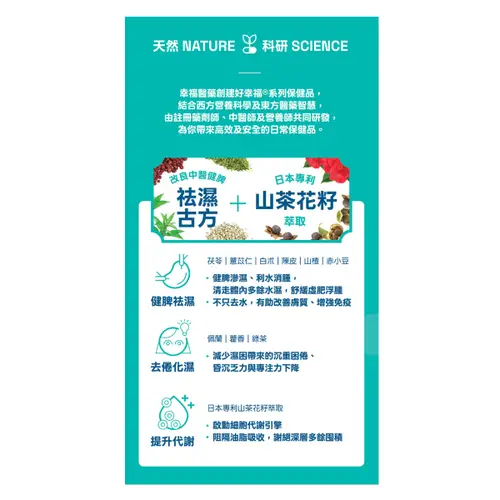 天然 NATURE 科研 SCIENCE
幸福醫藥創建好幸福®系列保健品，
結合西方營養科學及東方醫藥智慧，
由註冊藥劑師、中醫師及營養師共同研發，
為你帶來高效及安全的日常保健品。
改良中醫健脾
祛濕
古方
+
日本專利
山茶花籽
萃取
茯苓 | 薏苡仁 | 白朮 | 陳皮 | 山楂 | 赤小豆
• 健脾滲濕、利水消腫，
清走體內多餘水濕，舒緩虛肥浮腫
• 不只去水，有助改善膚質、增強免疫
健脾祛濕
佩蘭 | 藿香 | 綠茶
• 減少濕困帶來的沉重困倦、
昏沉乏力與專注力下降
去倦化濕
日本專利山茶花籽萃取
• 啟動細胞代謝引擎
• 阻隔油脂吸收，謝絕深層多餘囤積
提升代謝